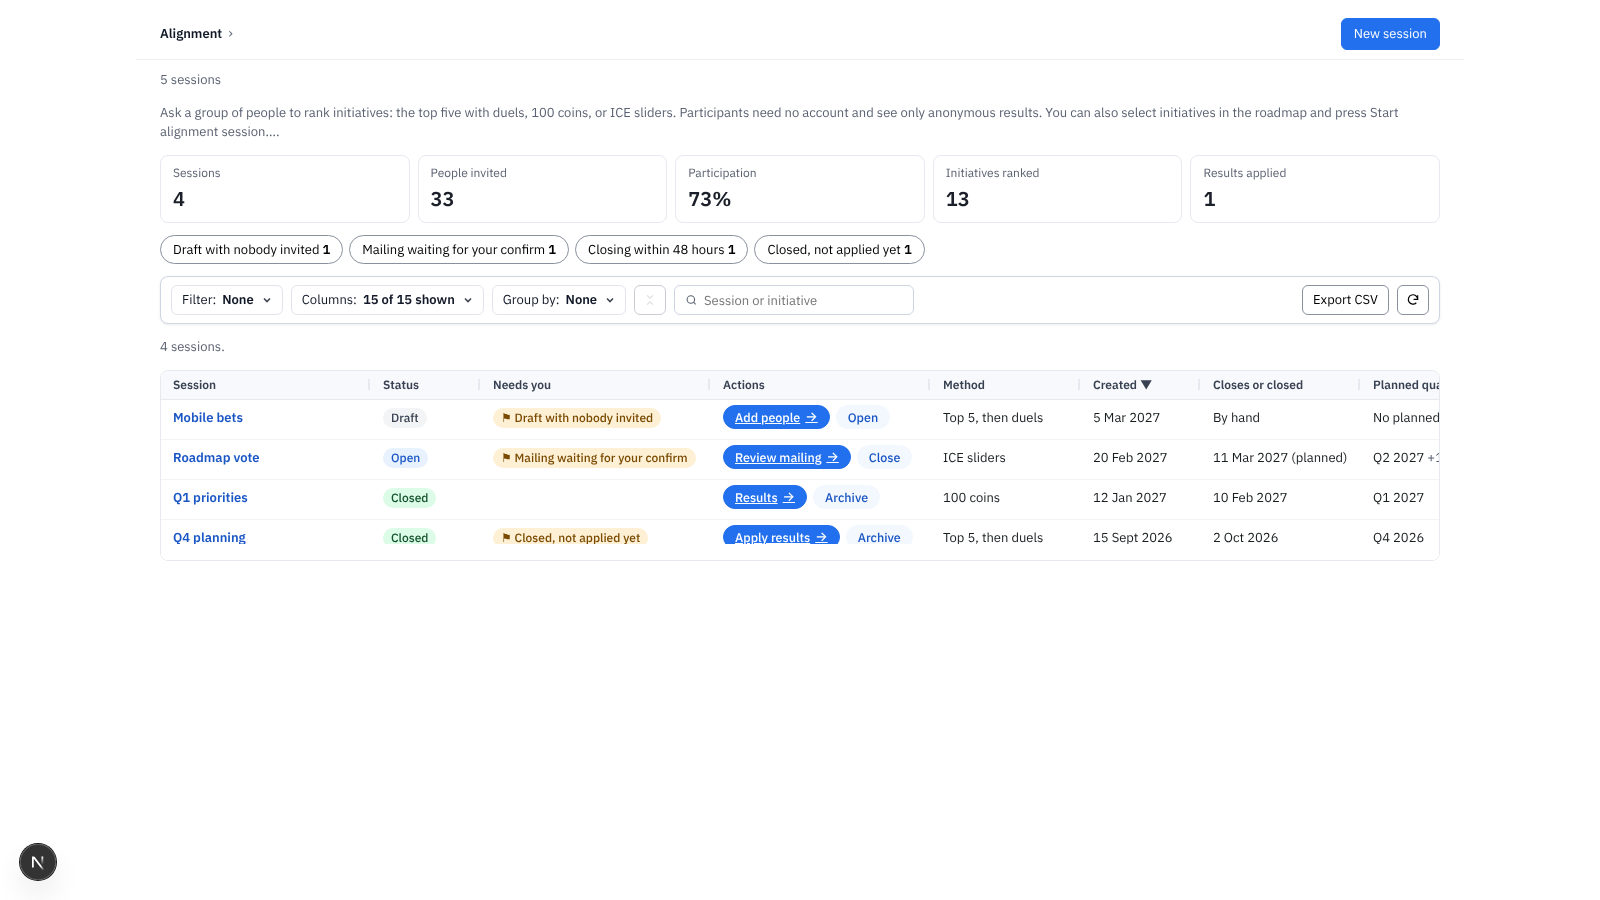 Alignment ›
New session
5 sessions
Ask a group of people to rank initiatives: the top five with duels, 100 coins, or ICE sliders. Participants need no account and see only anonymous results. You can also select initiatives in the roadmap and press Start
alignment session....
Sessions People invited Participation Initiatives ranked Results applied
4 33 73% 13 1
Draft with nobody invited 1 Mailing waiting for your confirm 1 Closing within 48 hours 1 Closed, not applied yet 1
Filter: None Columns: 15 of 15 shown Group by: None Session or initiative Export CSV
4 sessions.
Session Status Needs you Actions Method Created ▼ Closes or closed Planned qua
Mobile bets Draft ⚑ Draft with nobody invited Add people → Open Top 5, then duels 5 Mar 2027 By hand No planned
Roadmap vote Open ⚑ Mailing waiting for your confirm Review mailing → Close ICE sliders 20 Feb 2027 11 Mar 2027 (planned) Q2 2027 +1
Q1 priorities Closed Results → Archive 100 coins 12 Jan 2027 10 Feb 2027 Q1 2027
Q4 planning Closed ⚑ Closed, not applied yet Apply results → Archive Top 5, then duels 15 Sept 2026 2 Oct 2026 Q4 2026
N